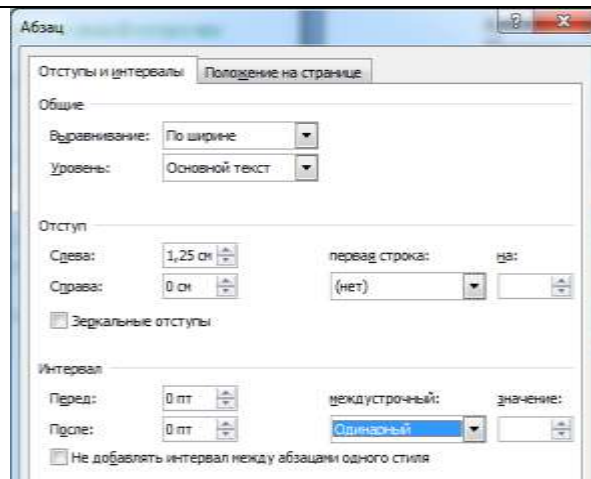 Абзац
Отступы и интервалы Положение на странице
Общие
Выравнивание: По ширине
Уровень: Основной текст
Отступ
Слева: 1,25 см первая строка: на:
Справа: 0 см (нет)
Зеркальные отступы
Интервал
Перед: 0 пт междустрочный: значение:
После: 0 пт Одинарный
Не добавлять интервал между абзацами одного стиля